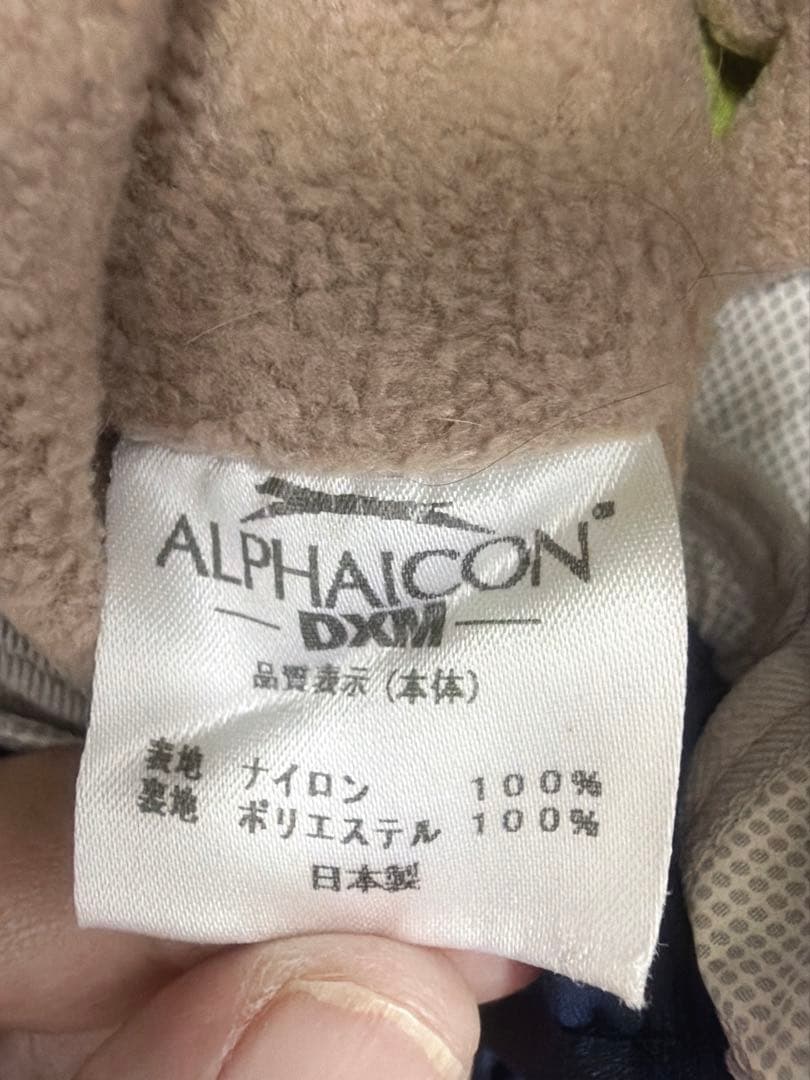 ALPHAICON
DXM
品質表示 (本体)
表地 ナイロン 100%
裏地 ポリエステル 100%
日本製